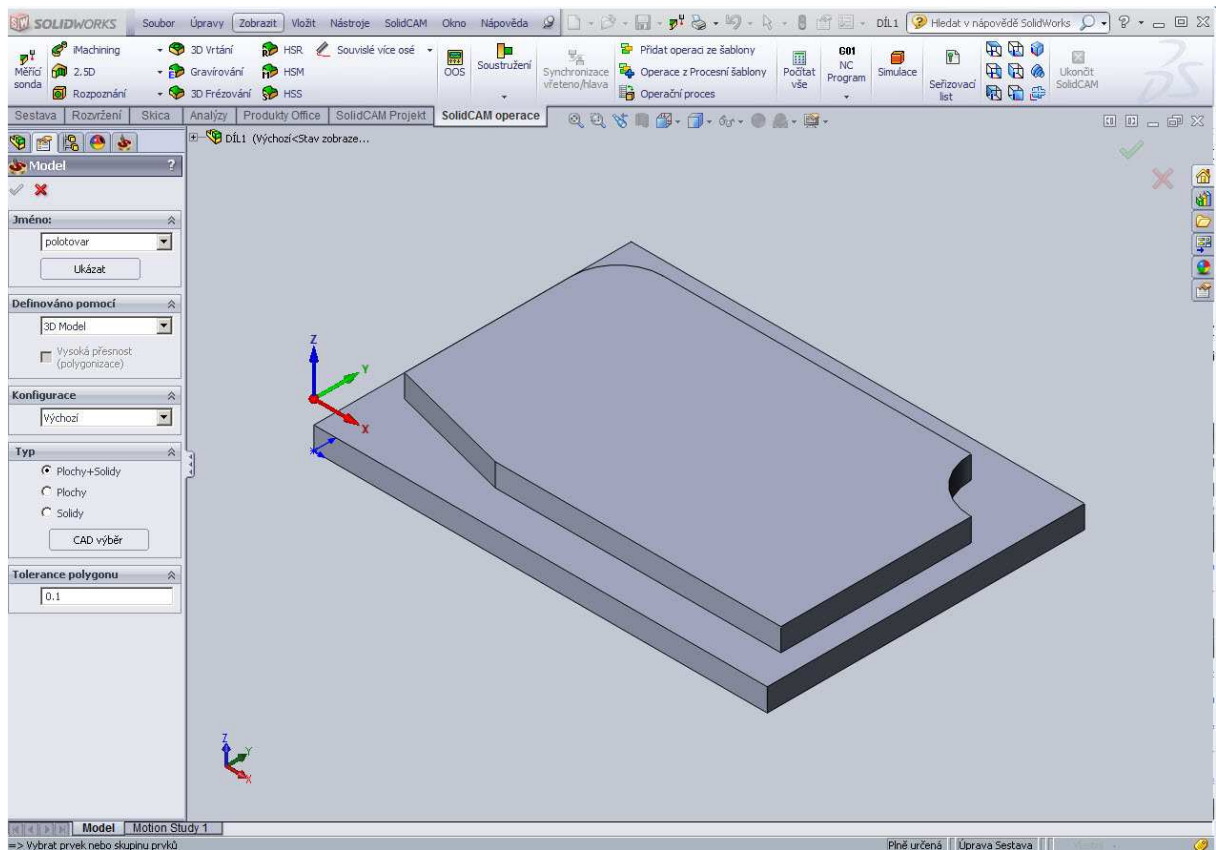 SOLIDWORKS Soubor Úpravy Zobrazit Vložit Nástroje SolidCAM Okno Nápověda DÍL1 Hledat v nápovědě SolidWorks
iMachining 3D Vrtání HSR Souvislé více osé
Měřicí sonda 2.5D Gravírování HSM OOS Soustružení
Rozpoznání 3D Frézování HSS
Synchronizace vřeteno/hlava
Přidat operaci ze šablony
Operace z Procesní šablony
Operační proces
Počítat vše
G01
NC Program
Simulace
Seřizovací list
Ukončit SolidCAM
Sestava Rozvržení Skica Analýzy Produkty Office SolidCAM Projekt SolidCAM operace
DÍL1 (Výchozí<Stav zobraze...
Model ?
Jméno:
polotovar
Ukázat
Definováno pomocí
3D Model
Vysoká přesnost
(polygonizace)
Konfigurace
Výchozí
Typ
Plochy+Solidy
Plochy
Solidy
CAD výběr
Tolerance polygonu
0.1
Z
Y
X
Z
Y
X
Model Motion Study 1
=> Vybrat prvek nebo skupinu prvků Plně určená Úprava Sestava